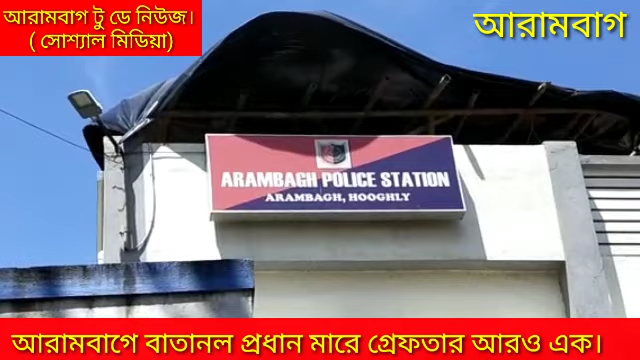 আরামবাগ টু ডে নিউজ।
( সোশ্যাল মিডিয়া)
আরামবাগ
ARAMBAGH POLICE STATION
ARAMBAGH, HOOGHLY
আরামবাগে বাতানল প্রধান মারে গ্রেফতার আরও এক।